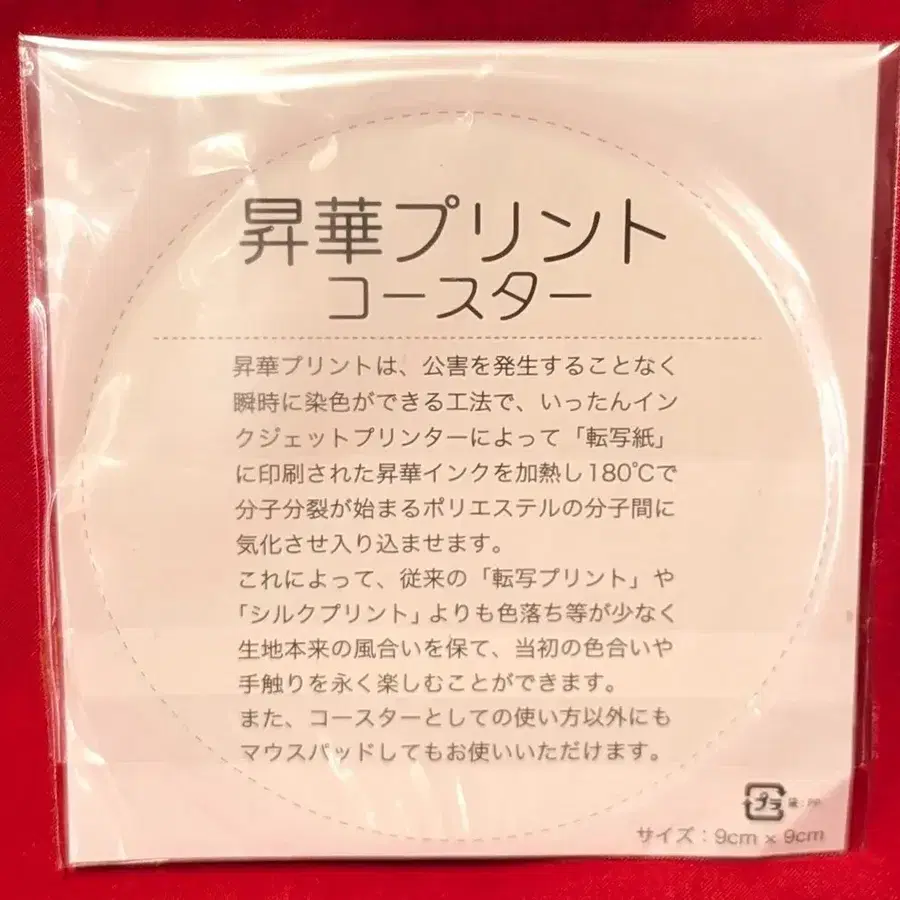 昇華プリント
コースター
昇華プリントは、公害を発生することなく
瞬時に染色ができる工法で、いったんイン
クジェットプリンターによって「転写紙」
に印刷された昇華インクを加熱し180℃で
分子分裂が始まるポリエステルの分子間に
気化させ入り込ませます。
これによって、従来の「転写プリント」や
「シルクプリント」よりも色落ち等が少なく
生地本来の風合いを保て、当初の色合いや
手触りを永く楽しむことができます。
また、コースターとしての使い方以外にも
マウスパッドしてもお使いいただけます。
プラ 袋:PP
サイズ：9cm × 9cm